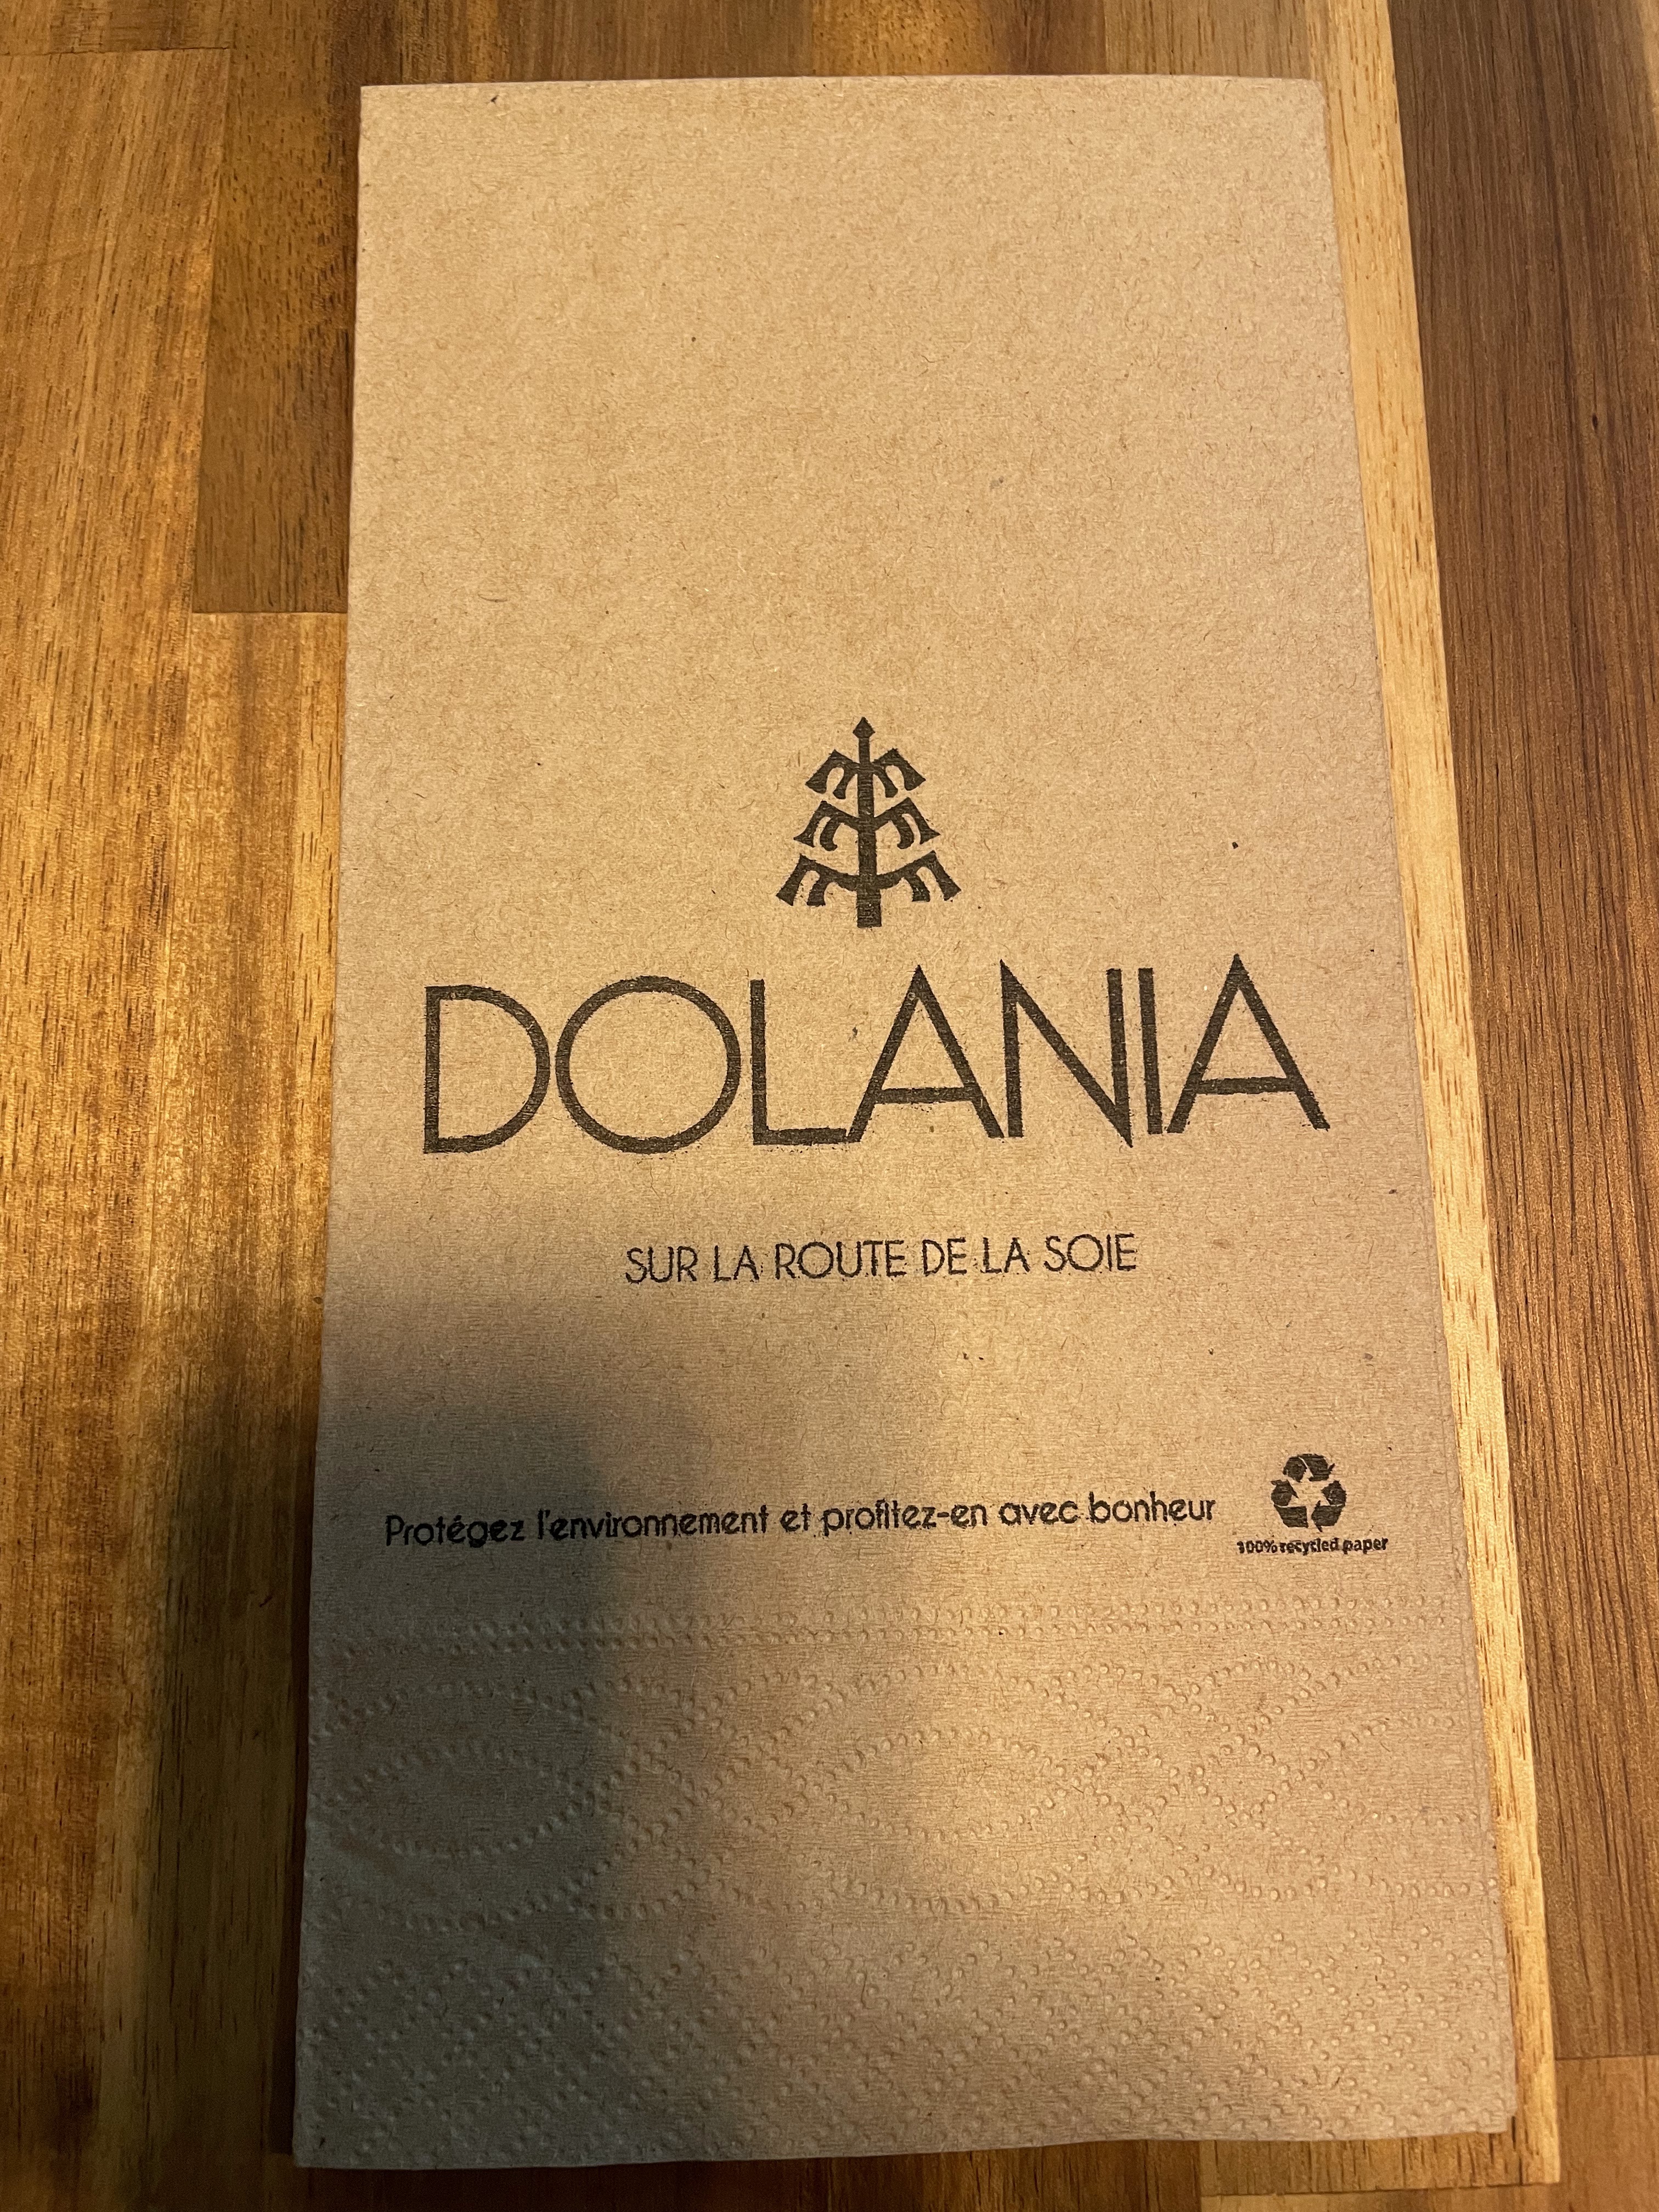 DOLANIA
SUR LA ROUTE DE LA SOIE
Protégez l'environnement et profitez-en avec bonheur
100% recycled paper